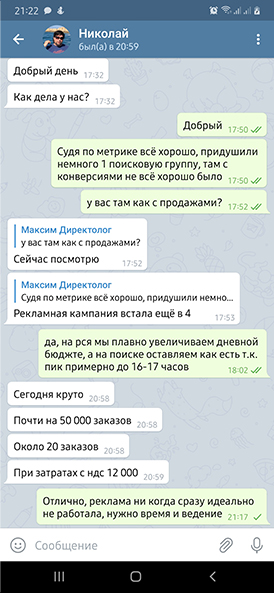 21:22
Николай
был(а) в 20:59
Добрый день 17:32
Как дела у нас? 17:32
Добрый 17:50
Судя по метрике всё хорошо, придушили
немного 1 поисковую группу, там с
конверсиями не всё хорошо было 17:50
у вас там как с продажами? 17:52
Максим Директолог
у вас там как с продажами?
Сейчас посмотрю 17:52
Максим Директолог
Судя по метрике всё хорошо, придушили немно...
Рекламная кампания встала ещё в 4 17:53
да, на рся мы плавно увеличиваем дневной
бюджте, а на поиске оставляем как есть т.к.
пик примерно до 16-17 часов 18:02
Сегодня круто 20:58
Почти на 50 000 заказов 20:58
Около 20 заказов 20:58
При затратах с ндс 12 000 20:59
Отлично, реклама ни когда сразу идеально
не работала, нужно время и ведение 21:17
Сообщение